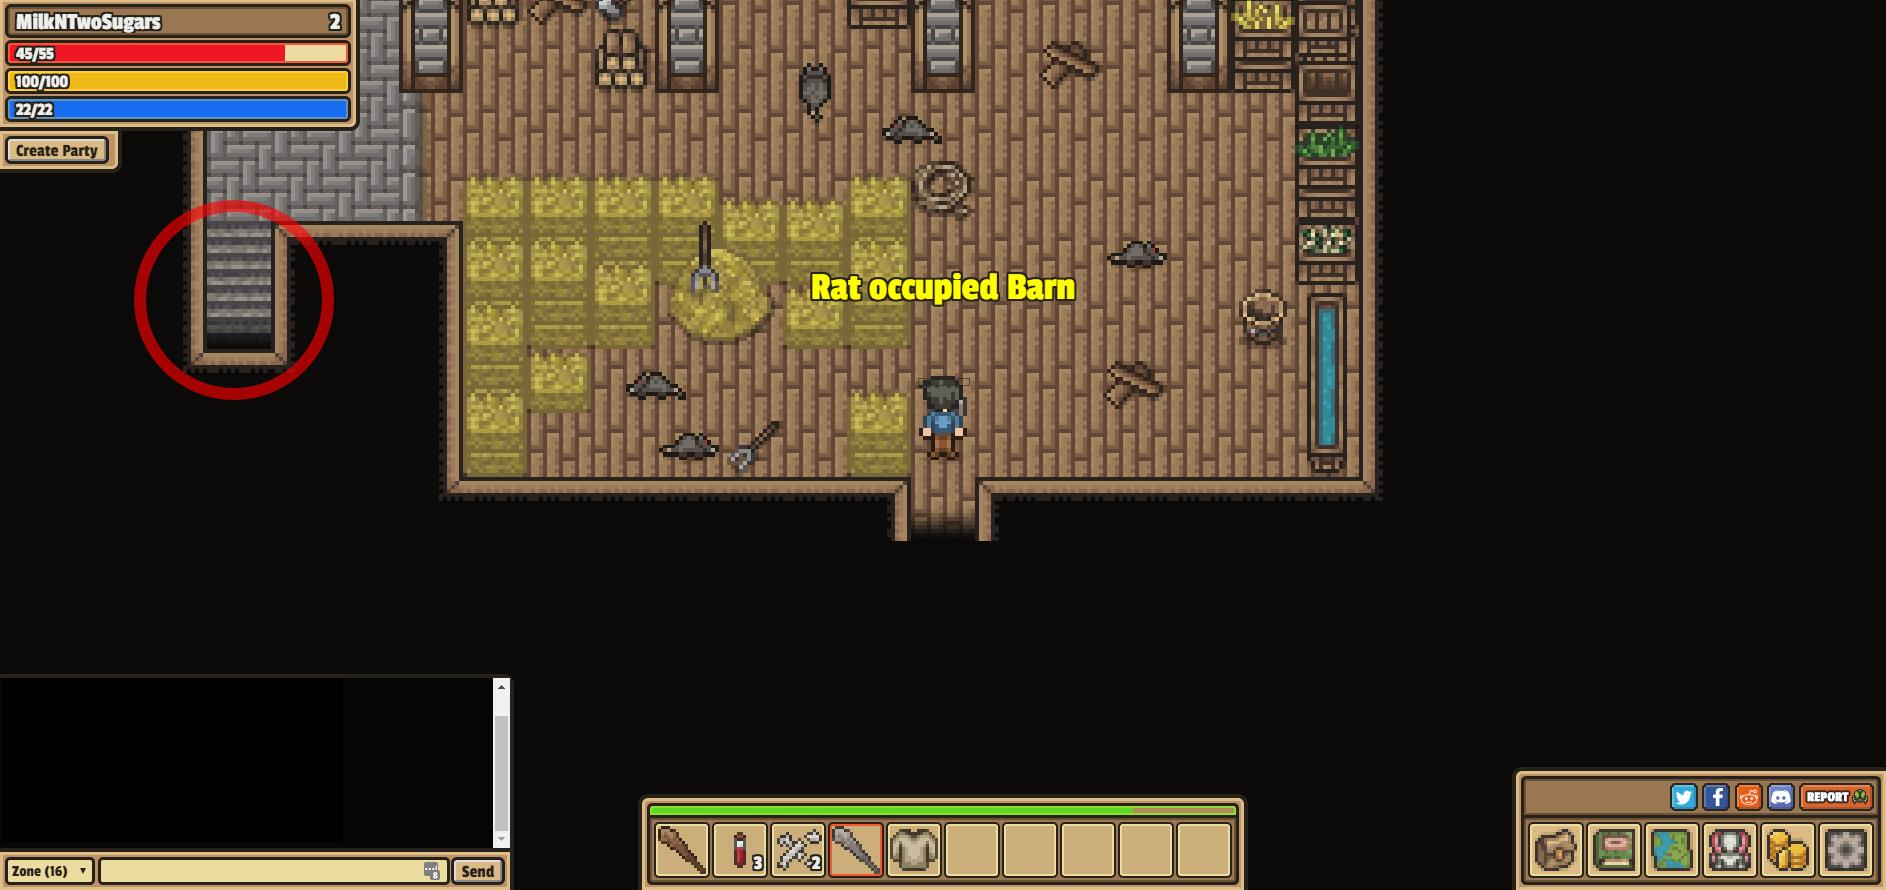 MilkNTwoSugars 2
45/55
100/100
22/22
Create Party
Rat occupied Barn
REPORT
3
2
Zone (16)
Send